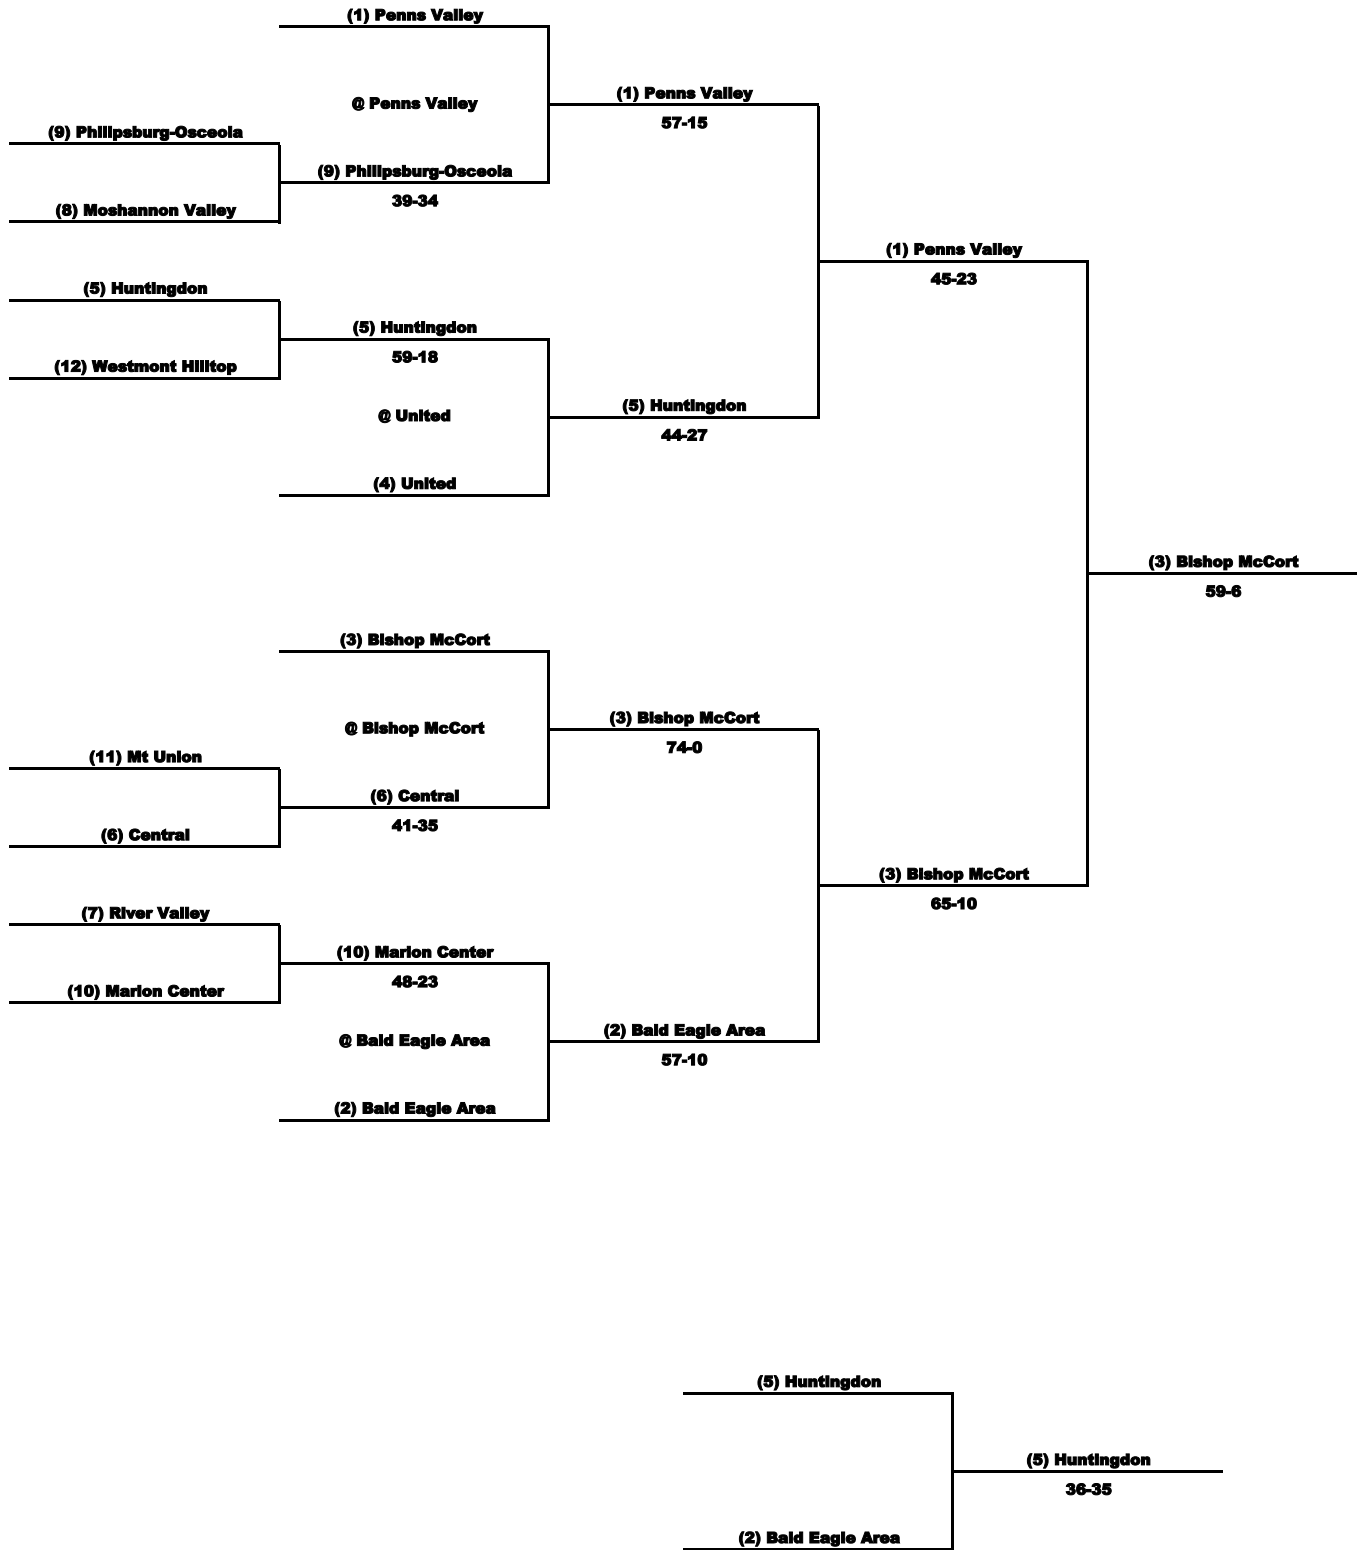 (1) Penns Valley
(1) Penns Valley
@ Penns Valley
57-15
(9) Philipsburg-Osceola
(9) Philipsburg-Osceola
39-34
(8) Moshannon Valley
(1) Penns Valley
45-23
(5) Huntingdon
(5) Huntingdon
59-18
(12) Westmont Hilltop
(5) Huntingdon
@ United
44-27
(4) United
(3) Bishop McCort
59-6
(3) Bishop McCort
(3) Bishop McCort
@ Bishop McCort
74-0
(11) Mt Union
(6) Central
41-35
(6) Central
(3) Bishop McCort
65-10
(7) River Valley
(10) Marion Center
48-23
(10) Marion Center
(2) Bald Eagle Area
@ Bald Eagle Area
57-10
(2) Bald Eagle Area
(5) Huntingdon
(5) Huntingdon
36-35
(2) Bald Eagle Area